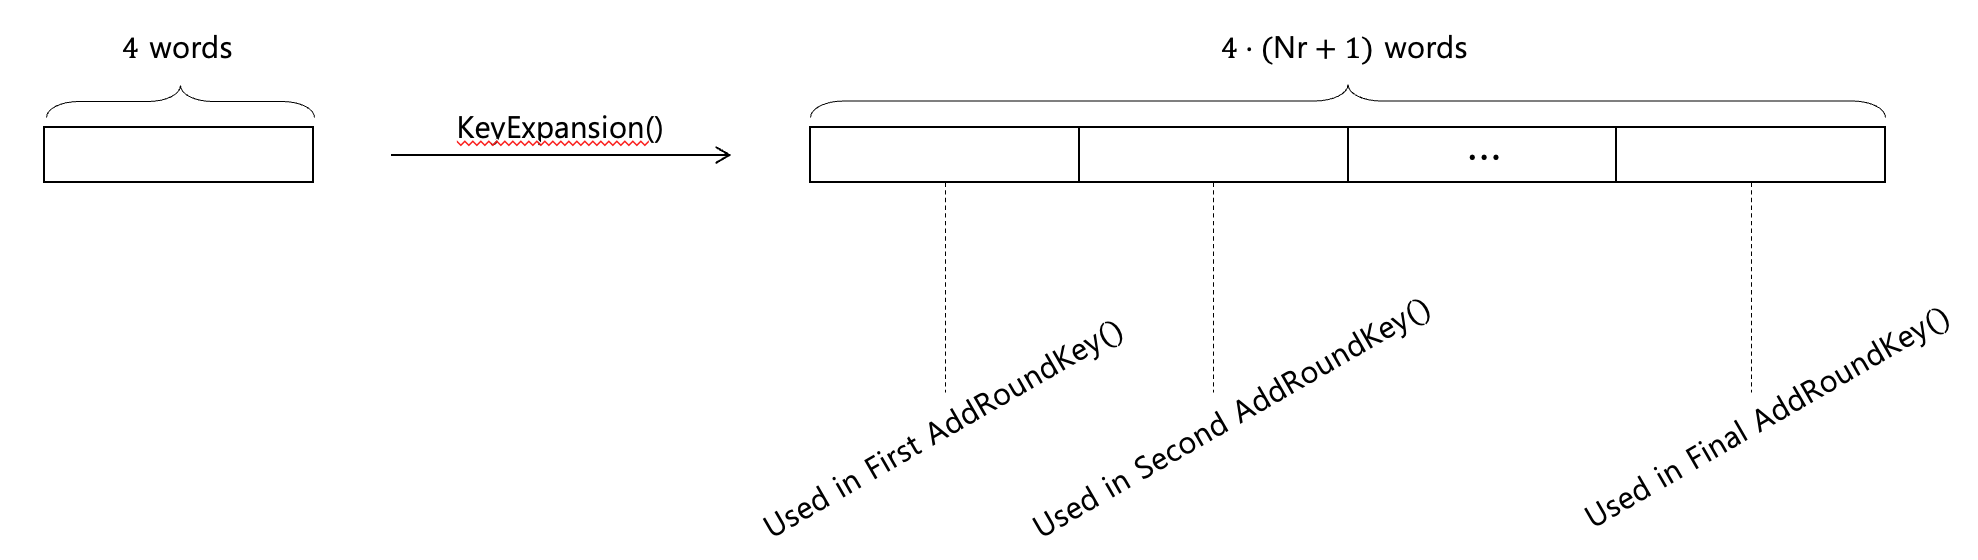 4 words
4 · (Nr + 1) words
KeyExpansion()
...
Used in First AddRoundKey()
Used in Second AddRoundKey()
Used in Final AddRoundKey()